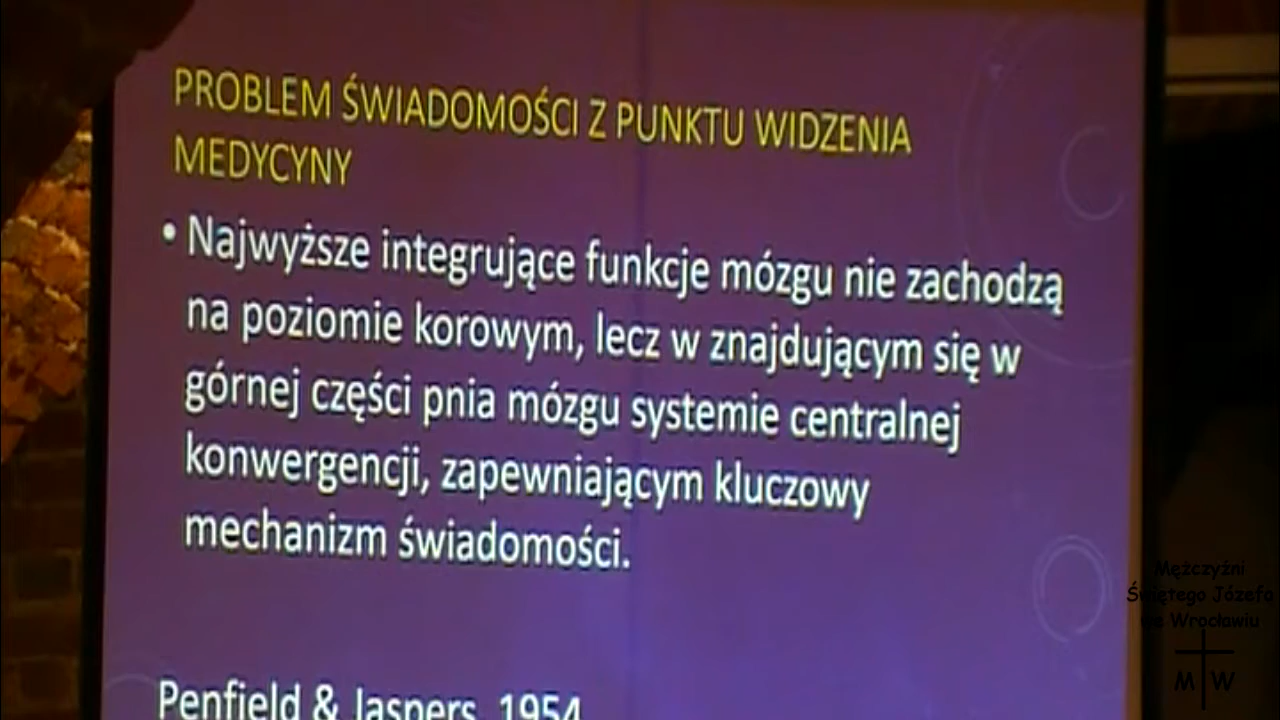 PROBLEM ŚWIADOMOŚCI Z PUNKTU WIDZENIA
MEDYCYNY
• Najwyższe integrujące funkcje mózgu nie zachodzą
na poziomie korowym, lecz w znajdującym się w
górnej części pnia mózgu systemie centralnej
konwergencji, zapewniającym kluczowy
mechanizm świadomości.
Penfield & Jaspers, 1954
Mężczyźni
Świętego Józefa
we Wrocławiu
M W